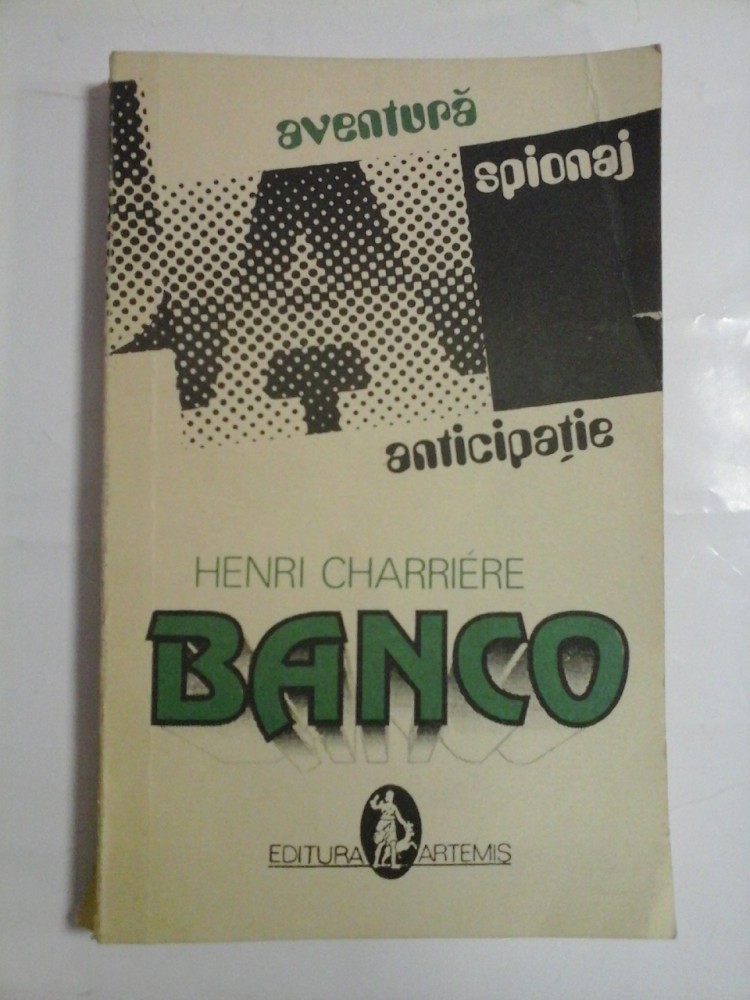 aventură
spionaj
anticipație
HENRI CHARRIÉRE
BANCO
EDITURA ARTEMIS